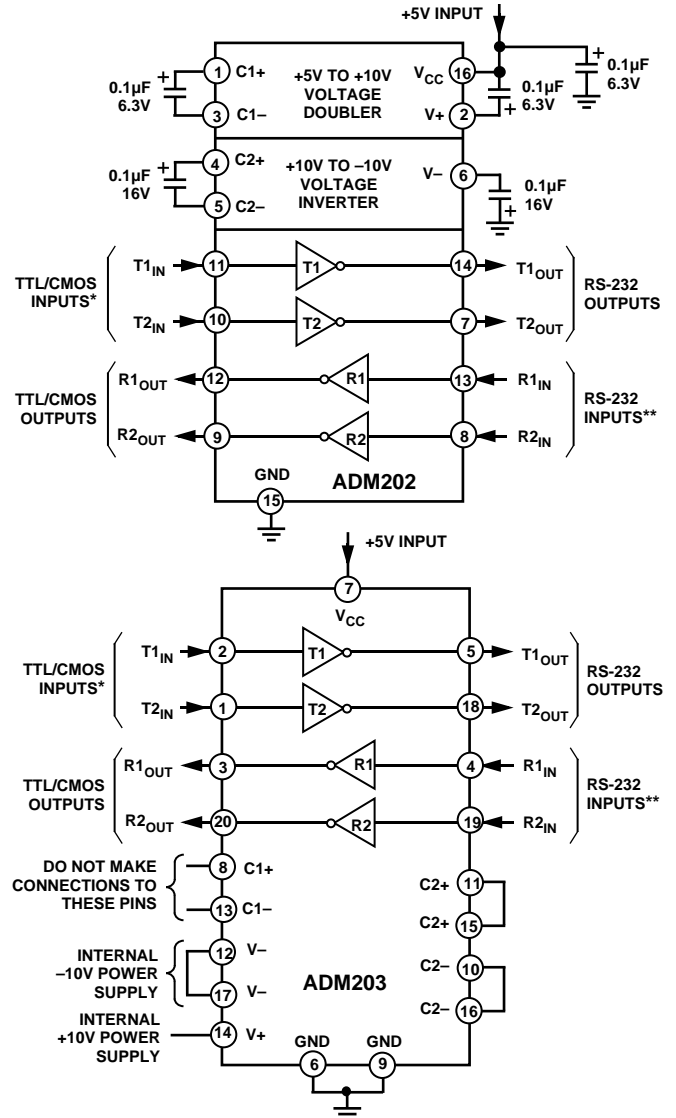 +5V INPUT
0.1µF
6.3V
+
1
C1+
3
C1–
+5V TO +10V
VOLTAGE
DOUBLER
VCC
16
V+
2
0.1µF
6.3V
+
+
0.1µF
6.3V
0.1µF
16V
+
4
C2+
5
C2–
+10V TO –10V
VOLTAGE
INVERTER
V–
6
0.1µF
16V
+
TTL/CMOS
INPUTS*
T1IN
11
T1
14
T1OUT
T2IN
10
T2
7
T2OUT
RS-232
OUTPUTS
TTL/CMOS
OUTPUTS
R1OUT
12
R1
13
R1IN
R2OUT
9
R2
8
R2IN
RS-232
INPUTS**
GND
15
ADM202
+5V INPUT
7
VCC
TTL/CMOS
INPUTS*
T1IN
2
T1
5
T1OUT
T2IN
1
T2
18
T2OUT
RS-232
OUTPUTS
TTL/CMOS
OUTPUTS
R1OUT
3
R1
4
R1IN
R2OUT
20
R2
19
R2IN
RS-232
INPUTS**
DO NOT MAKE
CONNECTIONS TO
THESE PINS
8
C1+
13
C1–
INTERNAL
–10V POWER
SUPPLY
12
V–
17
V–
INTERNAL
+10V POWER
SUPPLY
14
V+
ADM203
C2+
11
C2+
15
C2–
10
C2–
16
GND
6
GND
9